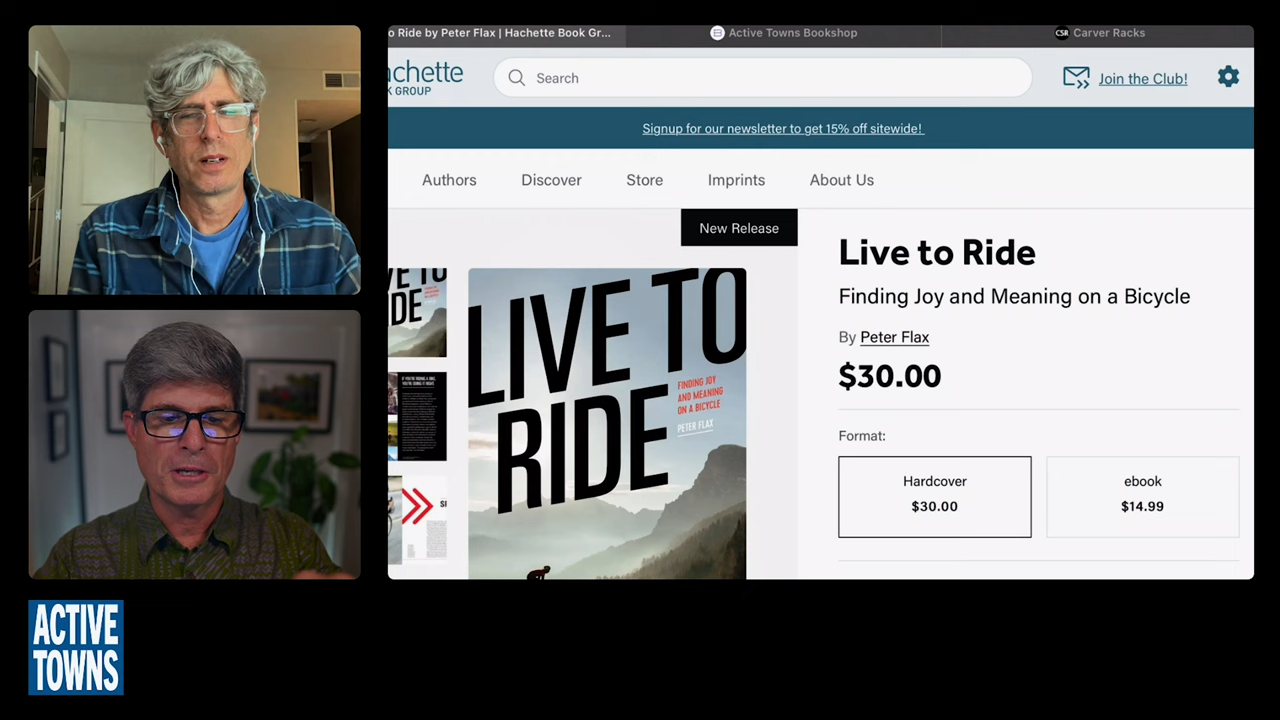 o Ride by Peter Flax | Hachette Book Gr...
Active Towns Bookshop
CSR Carver Racks
achette
K GROUP
Search
Join the Club!
Signup for our newsletter to get 15% off sitewide!
Authors
Discover
Store
Imprints
About Us
New Release
LIVE TO
RIDE
FINDING JOY
AND MEANING
ON A BICYCLE
PETER FLAX
Live to Ride
Finding Joy and Meaning on a Bicycle
By Peter Flax
$30.00
Format:
Hardcover
$30.00
ebook
$14.99
ACTIVE
TOWNS